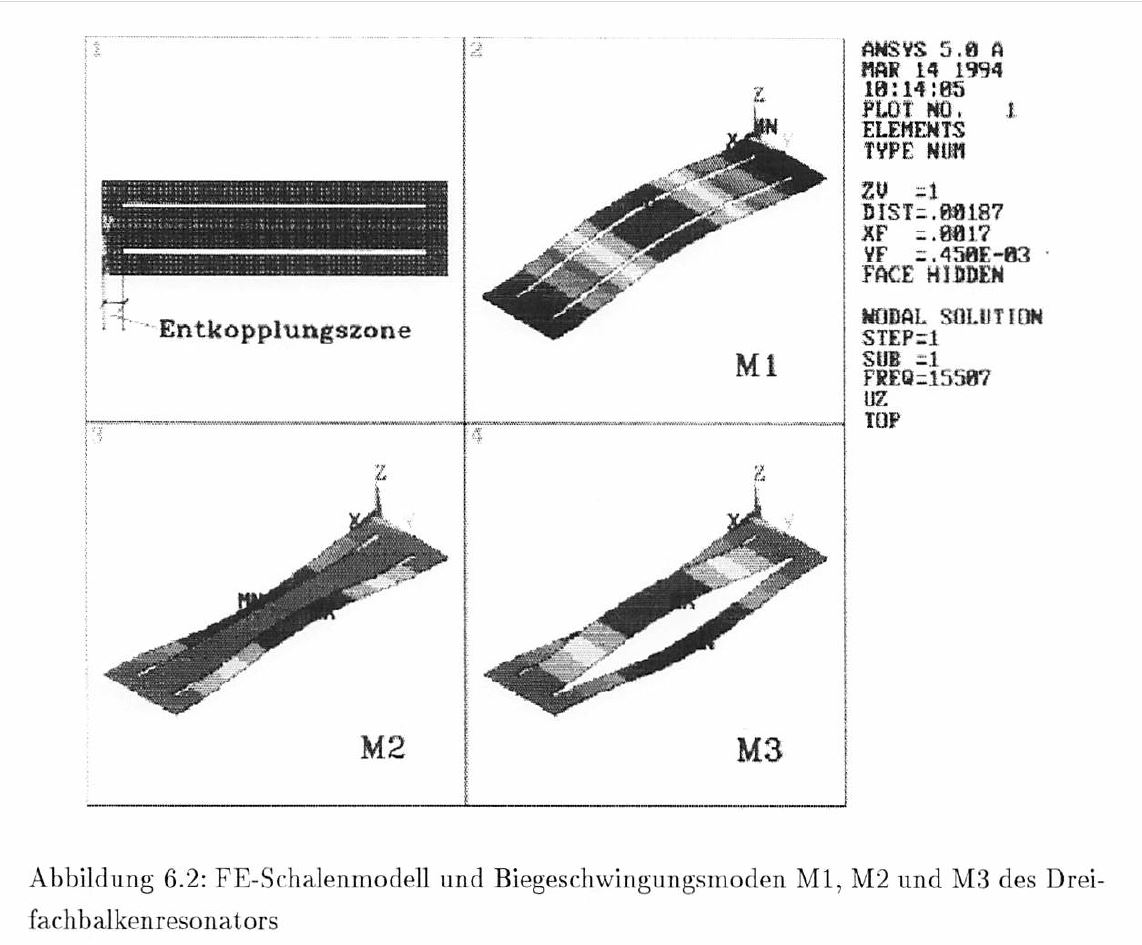 1
2
ANSYS 5.0 A
MAR 14 1994
10:14:05
PLOT NO. 1
ELEMENTS
TYPE NUM
ZV =1
DIST=.00187
XF =.0017
YF =.450E-03
FACE HIDDEN
NODAL SOLUTION
STEP=1
SUB =1
FREQ=15507
UZ
TOP
Z
MN
X Y
Entkopplungszone
M1
3
4
Z
X Y
MN
M2
Z
X Y
M3
Abbildung 6.2: FE-Schalenmodell und Biegeschwingungsmoden M1, M2 und M3 des Drei-
fachbalkenresonators